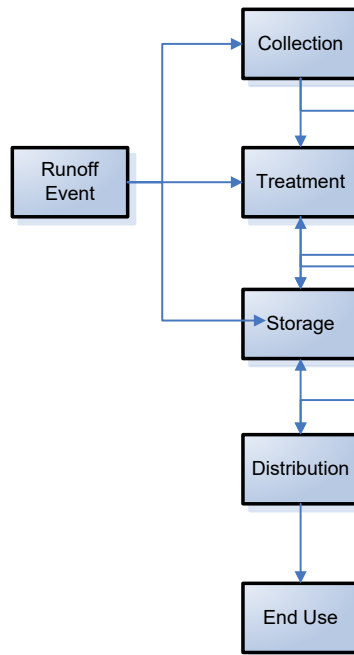 Collection
Runoff
Event
Treatment
Storage
Distribution
End Use